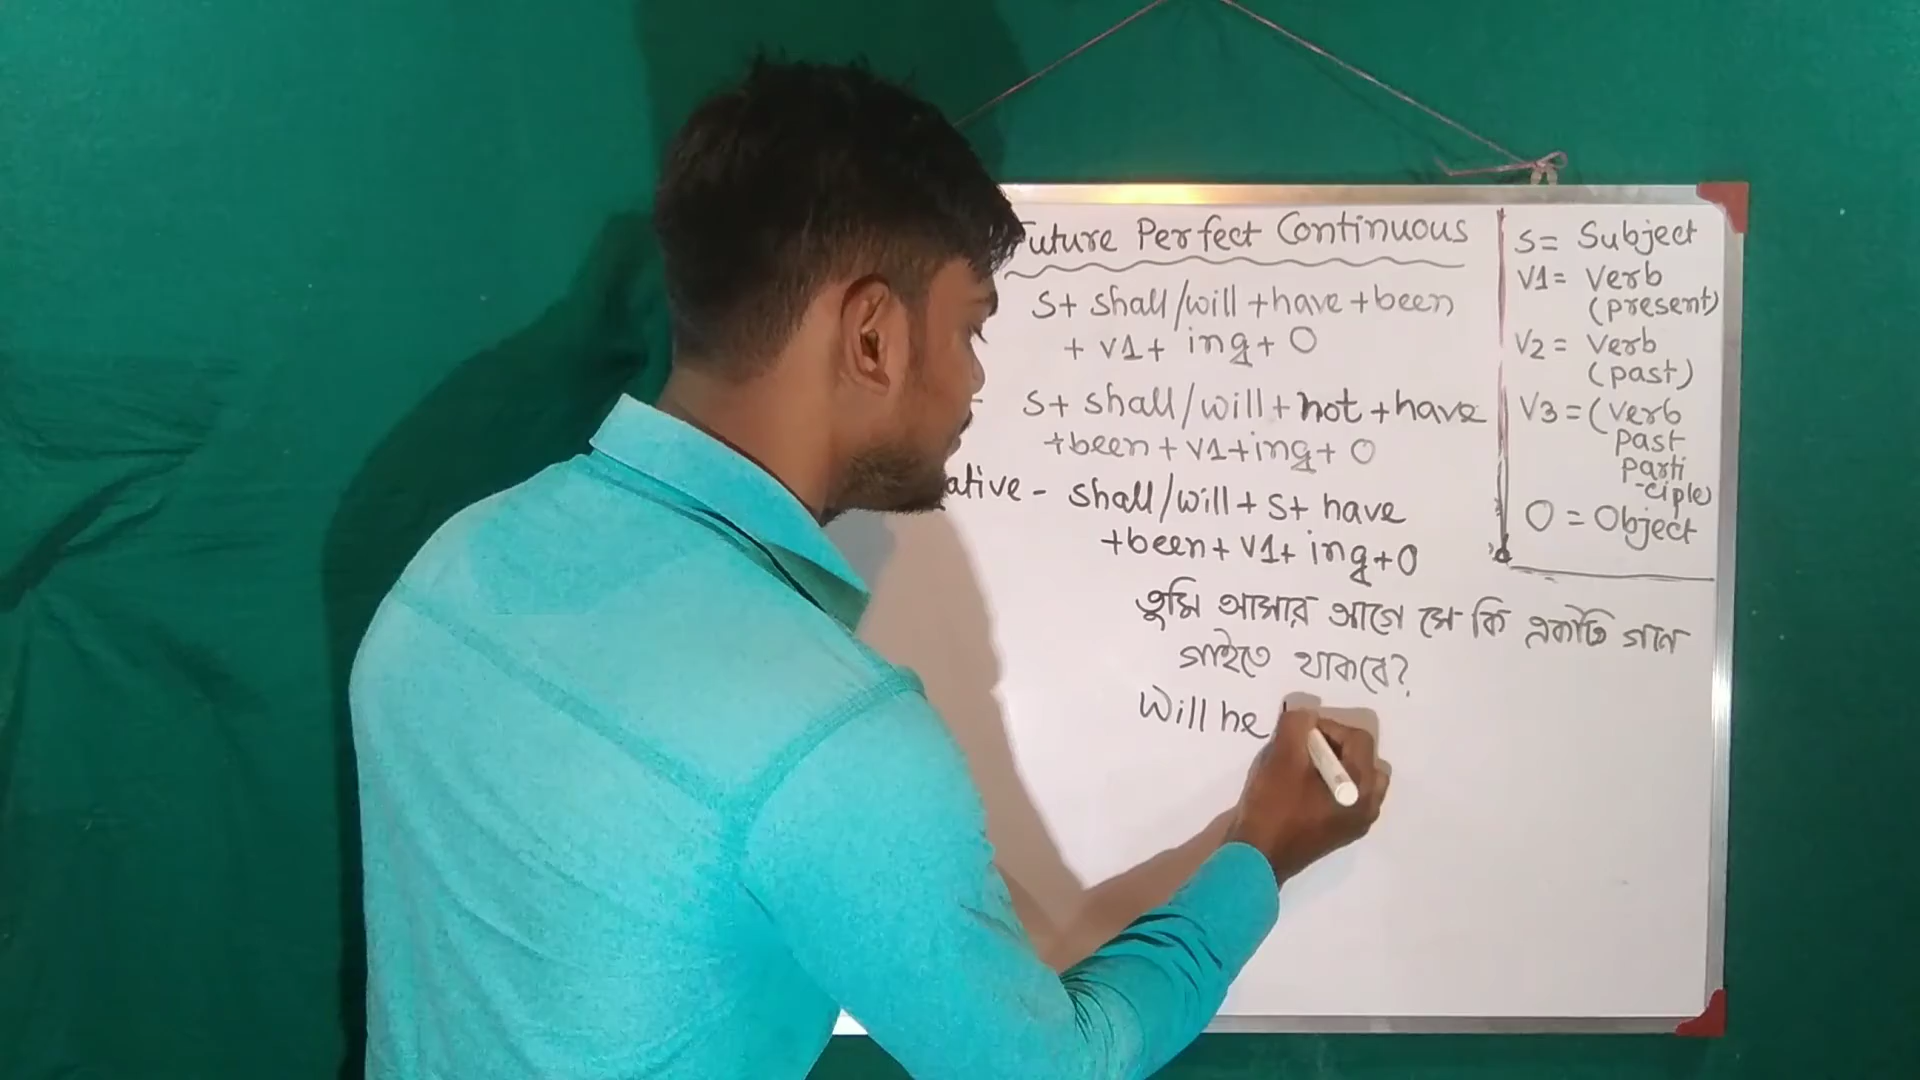 Future Perfect Continuous
S+ shall/will +have +been
+ V1+ ing + O
- S+ shall/will + not +have
+been + V1+ing+ O
ative - shall/will + S+ have
+been+ V1+ ing+O
তুমি আসার আগে সে কি একটি গান
গাইতে থাকবে?
Will he
S= Subject
V1= Verb
(present)
V2 = Verb
(past)
V3 = (Verb
past
parti
-ciple)
O = Object